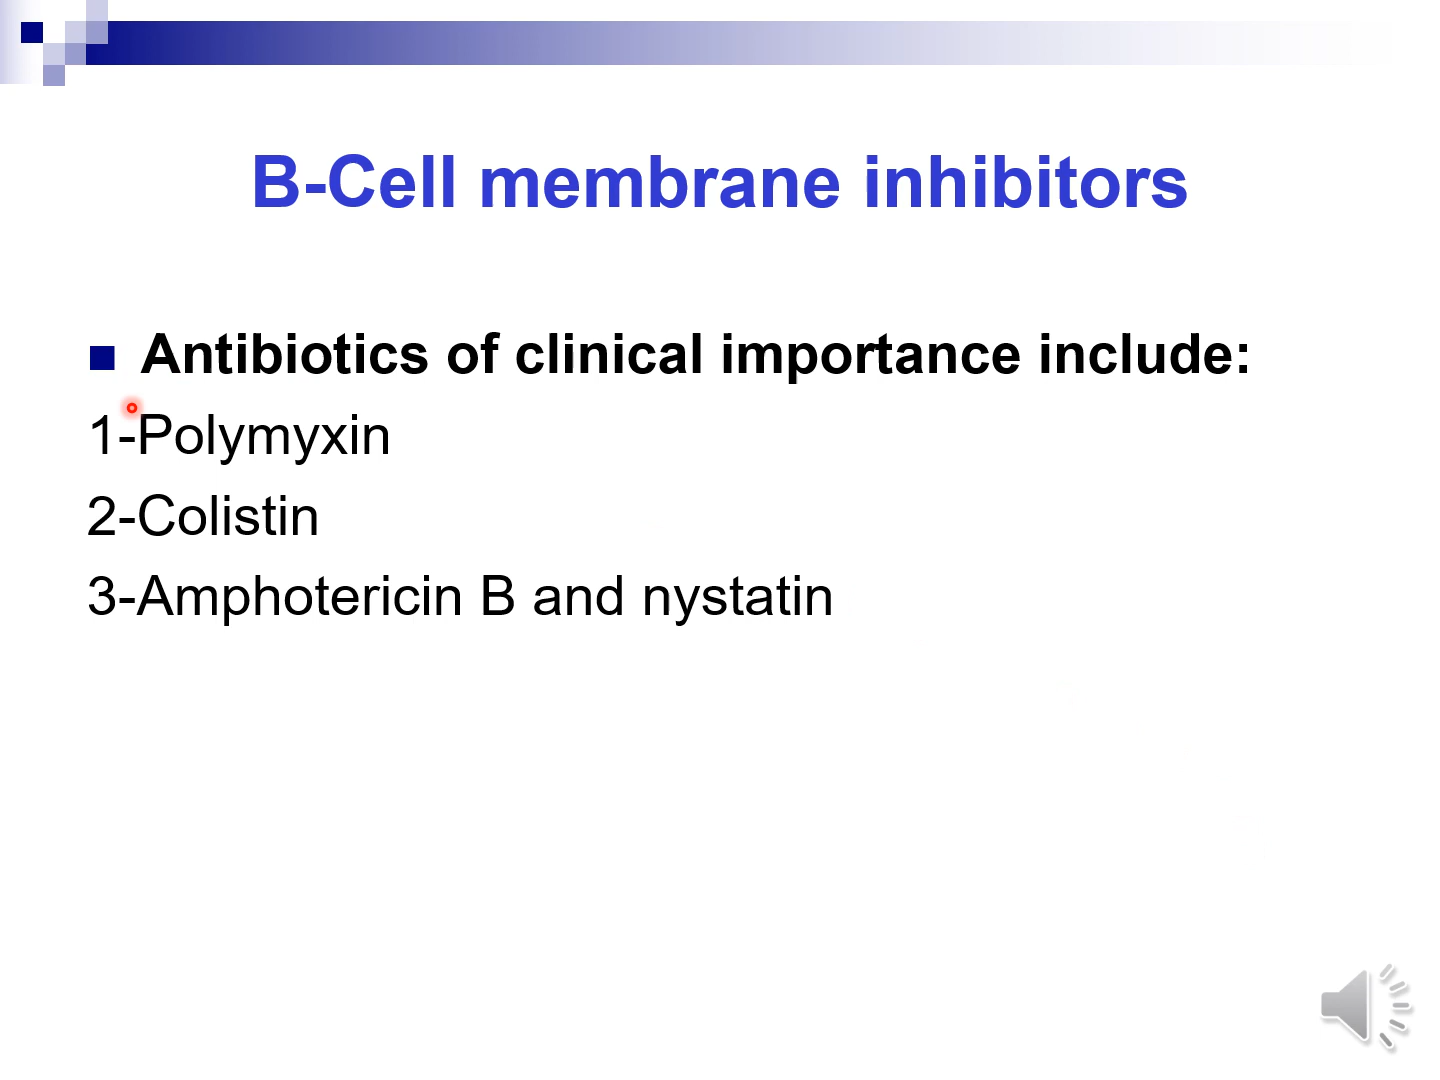 B-Cell membrane inhibitors
Antibiotics of clinical importance include:
1-Polymyxin
2-Colistin
3-Amphotericin B and nystatin